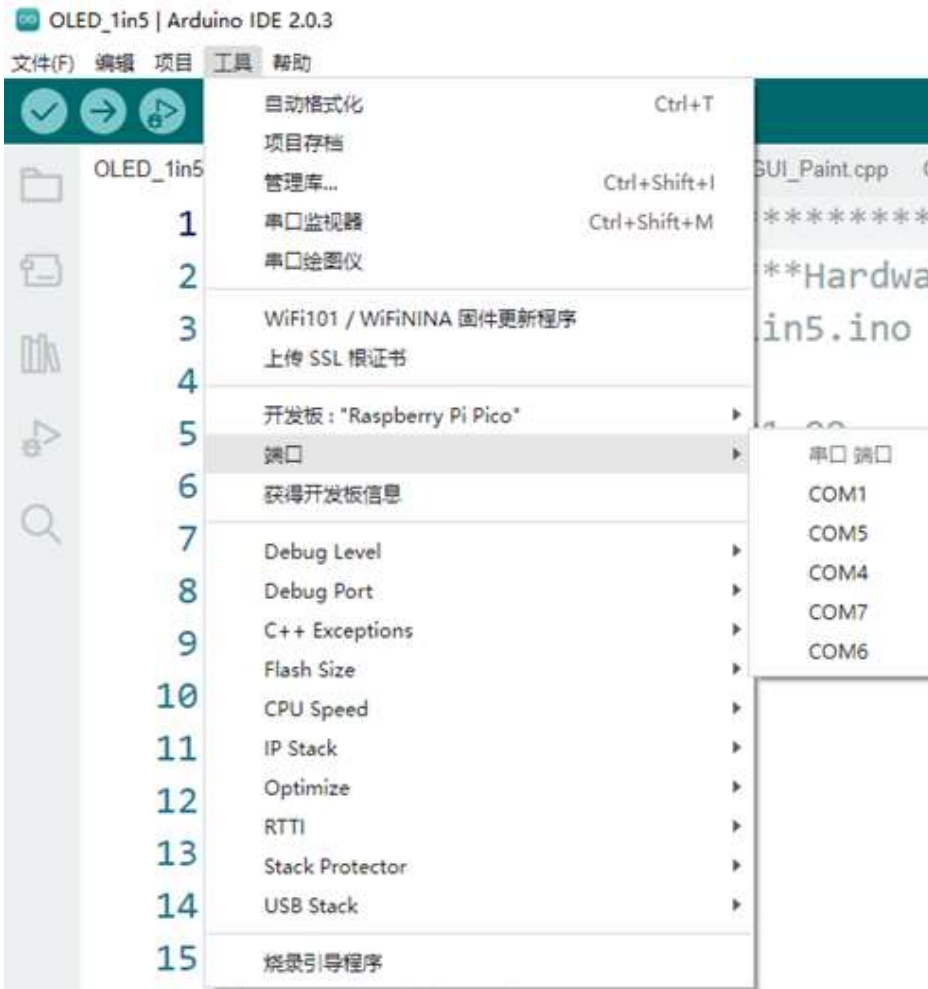 OLED_1in5 | Arduino IDE 2.0.3
文件(F) 编辑 项目 工具 帮助
自动格式化 Ctrl+T
项目存档
OLED_1in5 管理库... Ctrl+Shift+I GUI_Paint.cpp
1 串口监视器 Ctrl+Shift+M *********
2 串口绘图仪 **Hardwa
3 WiFi101 / WiFiNINA 固件更新程序 .in5.ino
4 上传 SSL 根证书
5 开发板 : "Raspberry Pi Pico"
端口 串口 端口
6 获得开发板信息 COM1
7 Debug Level COM5
8 Debug Port COM4
9 C++ Exceptions COM7
Flash Size COM6
10 CPU Speed
11 IP Stack
12 Optimize
RTTI
13 Stack Protector
14 USB Stack
15 烧录引导程序